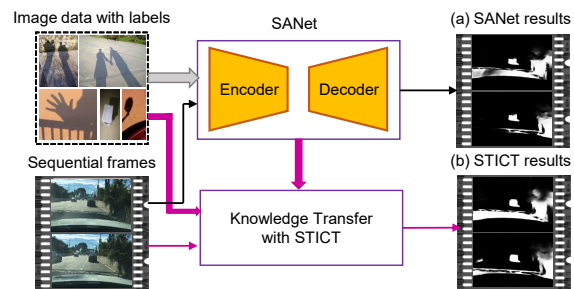 Image data with labels
SANet
(a) SANet results
Encoder
Decoder
Sequential frames
(b) STICT results
Knowledge Transfer
with STICT